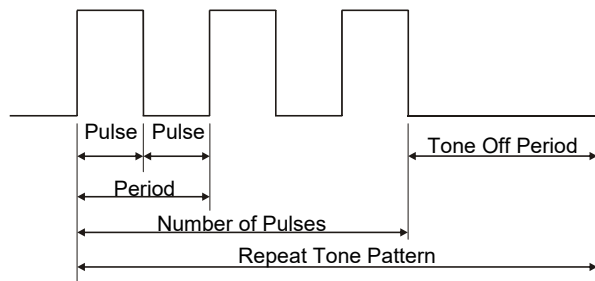 Pulse Pulse
Tone Off Period
Period
Number of Pulses
Repeat Tone Pattern